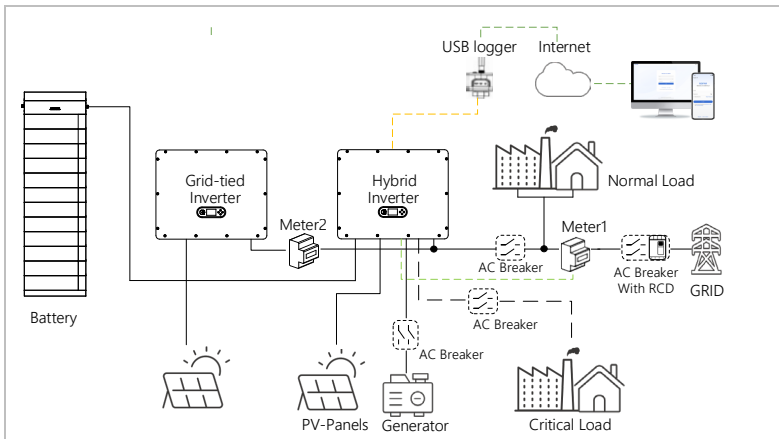 USB logger
Internet
Grid-tied
Inverter
Hybrid
Inverter
Normal Load
Meter2
Meter1
AC Breaker
AC Breaker
With RCD
GRID
Battery
AC Breaker
AC Breaker
PV-Panels
Generator
Critical Load